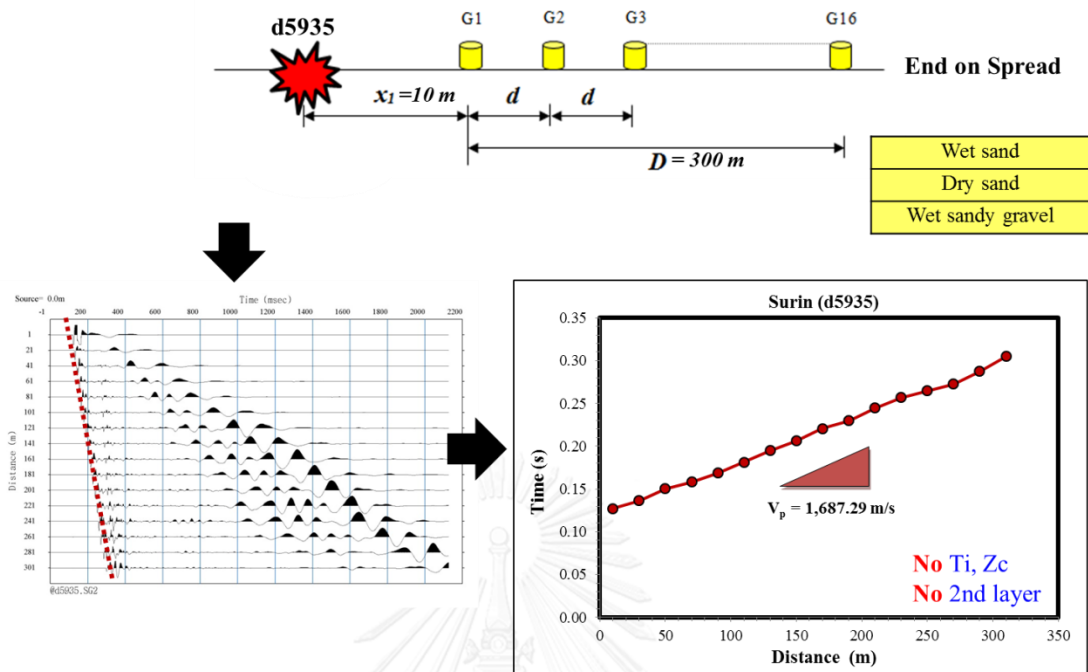 G1 G2 G3 G16
d5935
End on Spread
x1 =10 m d d
D = 300 m
Wet sand
Dry sand
Wet sandy gravel
Source= 0.0m Time (msec)
-1 200 400 600 800 1000 1200 1400 1600 1800 2000 2200
Distance (m)
1
21
41
61
81
101
121
141
161
181
201
221
241
261
281
301
@d5935.SG2
Surin (d5935)
Time (s)
0.35
0.30
0.25
0.20
0.15
0.10
0.05
0.00
Vp = 1,687.29 m/s
No Ti, Zc
No 2nd layer
0 50 100 150 200 250 300 350
Distance (m)